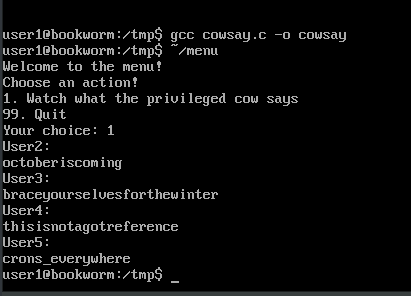 user1@bookworm:/tmp$ gcc cowsay.c -o cowsay
user1@bookworm:/tmp$ ~/menu
Welcome to the menu!
Choose an action!
1. Watch what the privileged cow says
99. Quit
Your choice: 1
User2:
octoberiscoming
User3:
braceyourselvesforthewinter
User4:
thisisnotagotreference
User5:
crons_everywhere
user1@bookworm:/tmp$ _